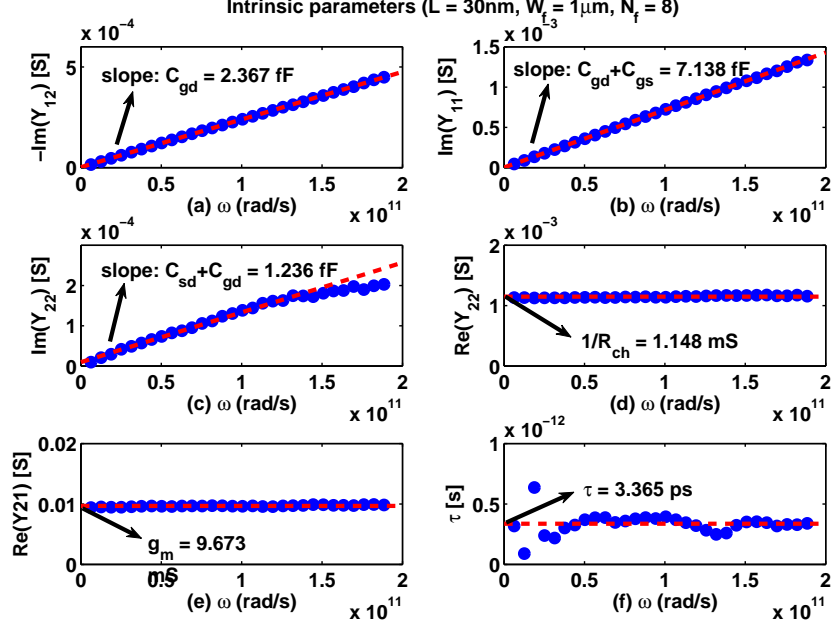 Intrinsic parameters (L = 30nm, W_f = 1μm, N_f = 8)
x 10^−4
5
0
−Im(Y_12) [S]
slope: C_gd = 2.367 fF
0 0.5 1 1.5 2
(a) ω (rad/s)
x 10^11
x 10^−3
1.5
1
0.5
0
Im(Y_11) [S]
slope: C_gd+C_gs = 7.138 fF
0 0.5 1 1.5 2
(b) ω (rad/s)
x 10^11
x 10^−4
4
2
0
Im(Y_22) [S]
slope: C_sd+C_gd = 1.236 fF
0 0.5 1 1.5 2
(c) ω (rad/s)
x 10^11
x 10^−3
2
1
0
Re(Y_22) [S]
1/R_ch = 1.148 mS
0 0.5 1 1.5 2
(d) ω (rad/s)
x 10^11
0.02
0.01
0
Re(Y21) [S]
g_m = 9.673
mS
0 0.5 1 1.5 2
(e) ω (rad/s)
x 10^11
x 10^−12
1
0.5
0
τ [s]
τ = 3.365 ps
0 0.5 1 1.5 2
(f) ω (rad/s)
x 10^11